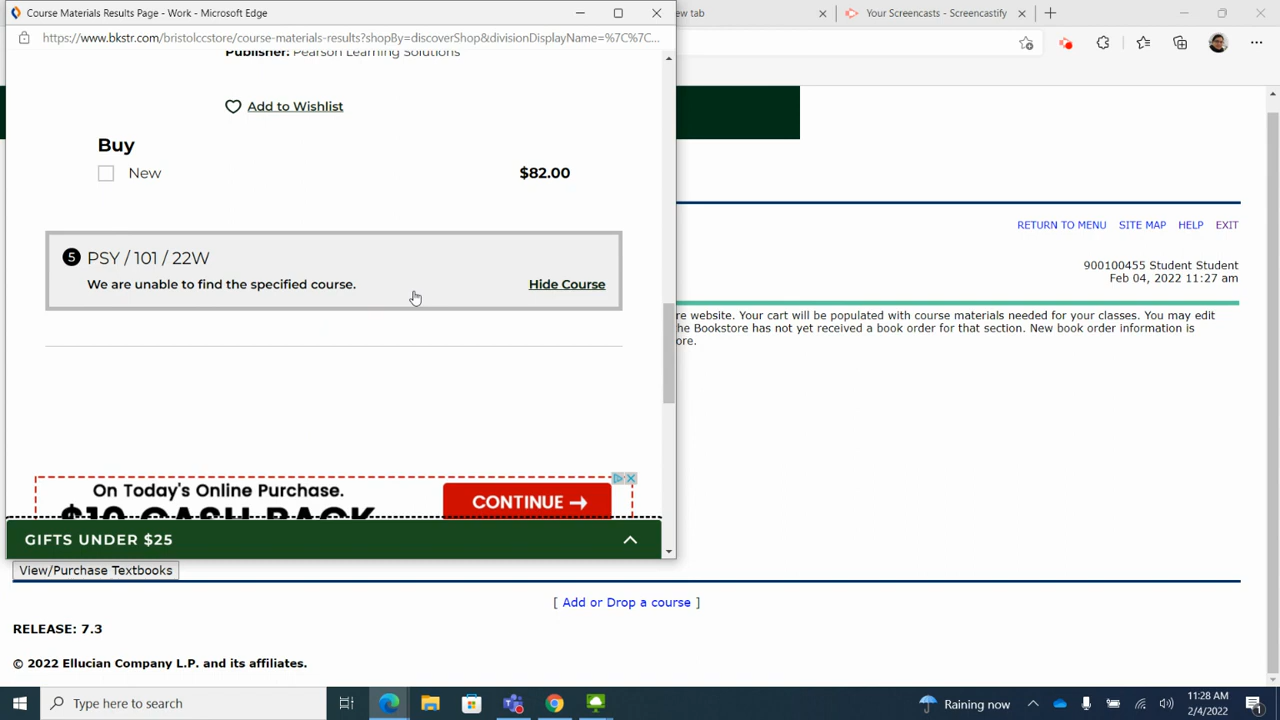 Course Materials Results Page - Work - Microsoft Edge
ew tab
Your Screencasts - Screencastify
https://www.bkstr.com/bristolccstore/course-materials-results?shopBy=discoverShop&divisionDisplayName=%7C%7C...
Publisher: Pearson Learning Solutions
Add to Wishlist
Buy
New $82.00
5 PSY / 101 / 22W
We are unable to find the specified course. Hide Course
On Today's Online Purchase.
$10 CASH BACK
CONTINUE →
GIFTS UNDER $25
RETURN TO MENU SITE MAP HELP EXIT
900100455 Student Student
Feb 04, 2022 11:27 am
re website. Your cart will be populated with course materials needed for your classes. You may edit
he Bookstore has not yet received a book order for that section. New book order information is
ore.
View/Purchase Textbooks
[ Add or Drop a course ]
RELEASE: 7.3
© 2022 Ellucian Company L.P. and its affiliates.
Type here to search
Raining now
11:28 AM
2/4/2022
1